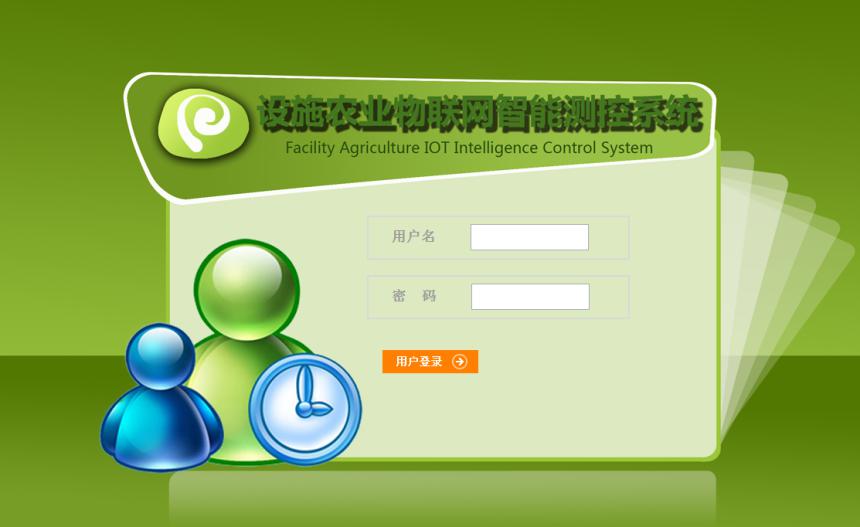 设施农业物联网智能测控系统
Facility Agriculture IOT Intelligence Control System
用户名
密 码
用户登录